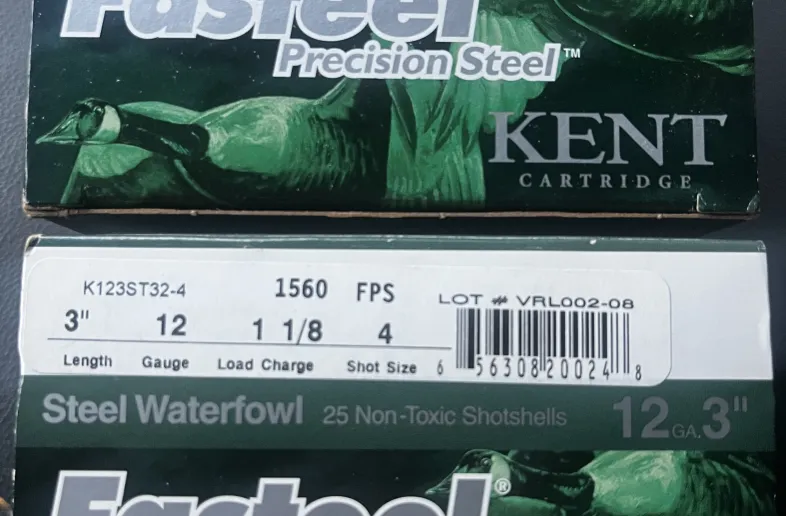 Fasteel
Precision Steel™
KENT
CARTRIDGE
K123ST32-4 1560 FPS LOT # VRL002-08
3" 12 1 1/8 4
Length Gauge Load Charge Shot Size 6 56308 20024 8
Steel Waterfowl 25 Non-Toxic Shotshells 12 GA. 3"
Fasteel®